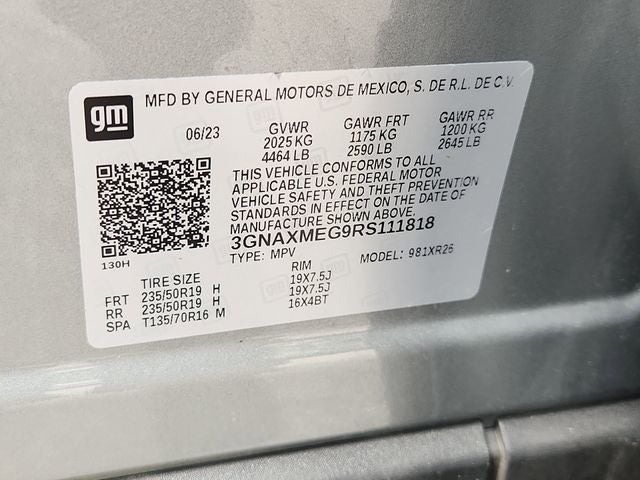 gm
MFD BY GENERAL MOTORS DE MEXICO, S. DE R.L. DE C.V.
06/23 GVWR GAWR FRT GAWR RR
2025 KG 1175 KG 1200 KG
4464 LB 2590 LB 2645 LB
THIS VEHICLE CONFORMS TO ALL
APPLICABLE U.S. FEDERAL MOTOR
VEHICLE SAFETY AND THEFT PREVENTION
STANDARDS IN EFFECT ON THE DATE OF
MANUFACTURE SHOWN ABOVE.
3GNAXMEG9RS111818
130H
TYPE: MPV MODEL: 981XR26
TIRE SIZE RIM
FRT 235/50R19 H 19X7.5J
RR 235/50R19 H 19X7.5J
SPA T135/70R16 M 16X4BT